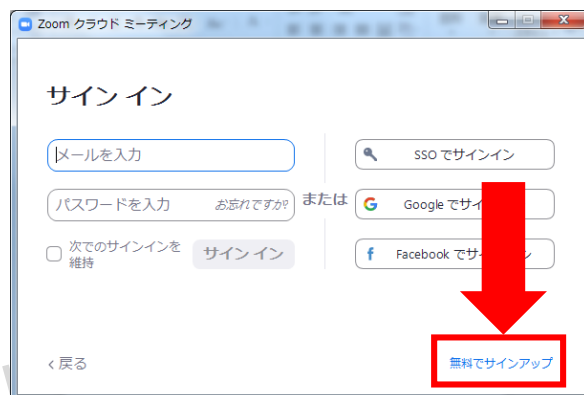 Zoom クラウド ミーティング
サイン イン
メールを入力
パスワードを入力 お忘れですか?
次でのサインインを
維持
サイン イン
または
SSO でサインイン
Google でサイ
Facebook でサ ン
<戻る
無料でサインアップ